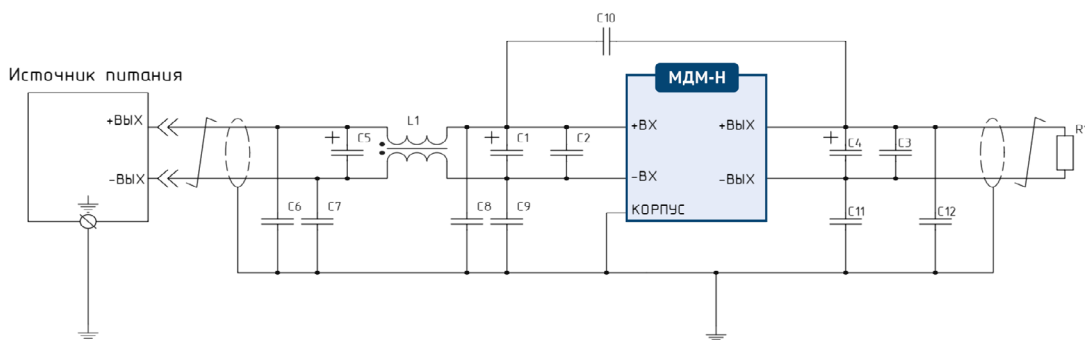 C10
Источник питания
МДМ-Н
+ВЫХ
L1
+
C5
+
C1
C2
+ВХ
+ВЫХ
+
C4
C3
R1
-ВЫХ
-ВХ
-ВЫХ
КОРПУС
C6
C7
C8
C9
C11
C12